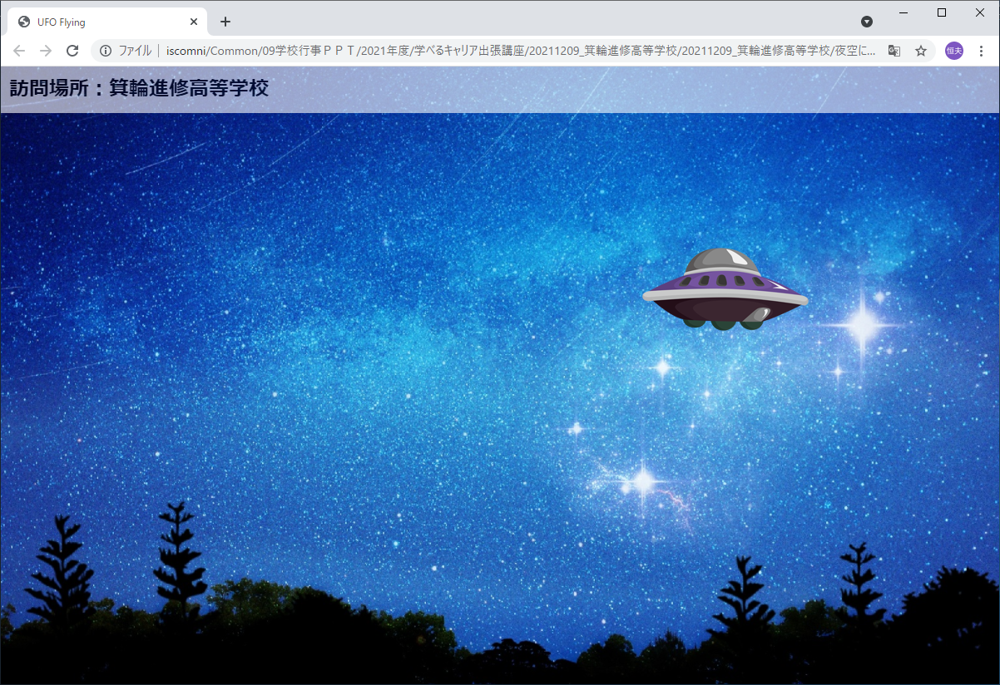 UFO Flying
ファイル iscomni/Common/09学校行事ＰＰＴ/2021年度/学べるキャリア出張講座/20211209_箕輪進修高等学校/20211209_箕輪進修高等学校/夜空に...
恒夫
訪問場所：箕輪進修高等学校